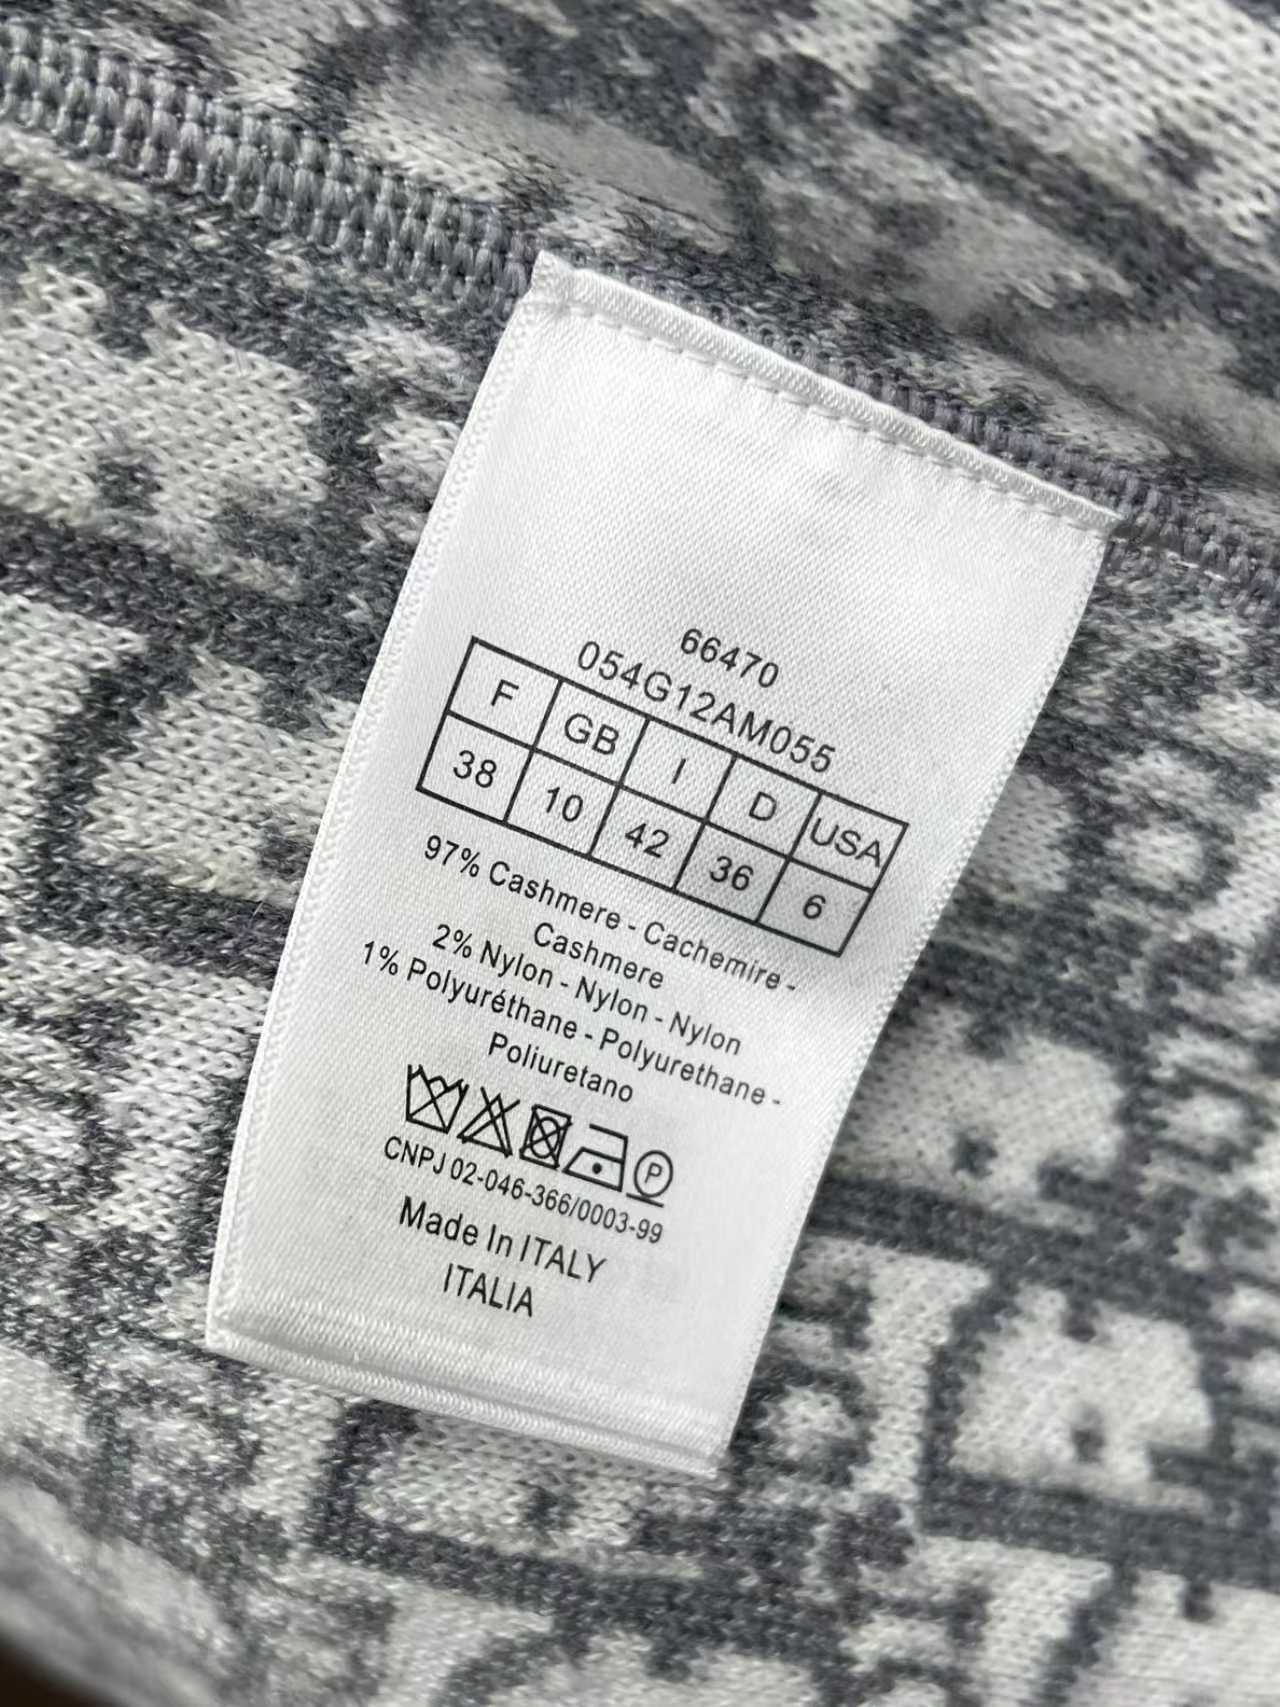 66470
054G12AM055
F GB I D USA
38 10 42 36 6
97% Cashmere - Cachemire -
Cashmere
2% Nylon - Nylon - Nylon
1% Polyuréthane - Polyurethane -
Poliuretano
P
CNPJ 02-046-366/0003-99
Made In ITALY
ITALIA